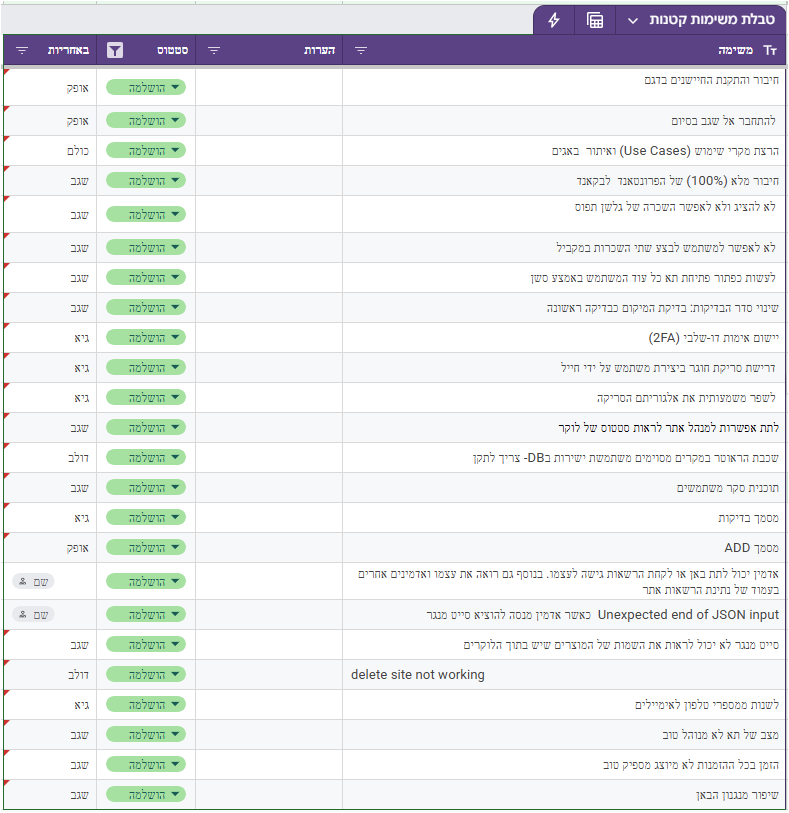 טבלת משימות קטנות
משימה הערות סטטוס באחריות
חיבור והתקנת החיישנים בדגם הושלמה אופק
להתחבר אל שגב בסיום הושלמה אופק
הרצת מקרי שימוש (Use Cases) ואיתור באגים הושלמה כולם
חיבור מלא (100%) של הפרונטאנד לבקאנד הושלמה שגב
לא להציג ולא לאפשר השכרה של גלשן תפוס הושלמה שגב
לא לאפשר למשתמש לבצע שתי השכרות במקביל הושלמה שגב
לעשות כפתור פתיחת תא כל עוד המשתמש באמצע סשן הושלמה שגב
שינוי סדר הבדיקות: בדיקת המיקום כבדיקה ראשונה הושלמה שגב
יישום אימות דו-שלבי (2FA) הושלמה גיא
דרישת סריקת חוגר ביצירת משתמש על ידי חייל הושלמה גיא
לשפר משמעותית את אלגוריתם הסריקה הושלמה גיא
לתת אפשרות למנהל אתר לראות סטטוס של לוקר הושלמה שגב
שכבת הראוטר במקרים מסוימים משתמשת ישירות בDB- צריך לתקן הושלמה דולב
תוכנית סקר משתמשים הושלמה שגב
מסמך בדיקות הושלמה גיא
מסמך ADD הושלמה אופק
אדמין יכול לתת באן או לקחת הרשאות גישה לעצמו. בנוסף גם רואה את עצמו ואדמינים אחרים
בעמוד של נתינת הרשאות אתר הושלמה שם
Unexpected end of JSON input כאשר אדמין מנסה להוציא סייט מנגר הושלמה שם
סייט מנגר לא יכול לראות את השמות של המוצרים שיש בתוך הלוקרים הושלמה שגב
delete site not working הושלמה דולב
לשנות ממספרי טלפון לאימיילים הושלמה גיא
מצב של תא לא מנוהל טוב הושלמה שגב
הזמן בכל ההזמנות לא מיוצג מספיק טוב הושלמה שגב
שיפור מנגנון הבאן הושלמה שגב